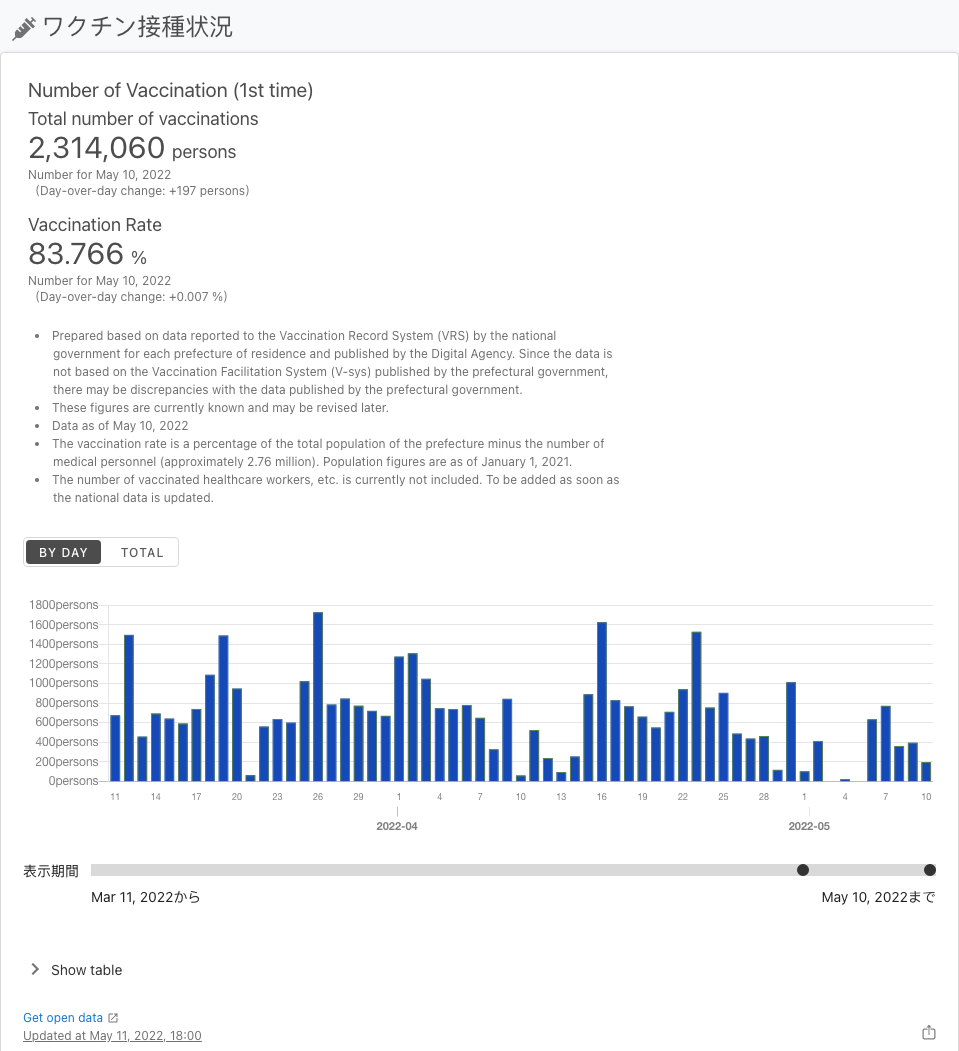 ワクチン接種状況
Number of Vaccination (1st time)
Total number of vaccinations
2,314,060 persons
Number for May 10, 2022
(Day-over-day change: +197 persons)
Vaccination Rate
83.766 %
Number for May 10, 2022
(Day-over-day change: +0.007 %)
• Prepared based on data reported to the Vaccination Record System (VRS) by the national
government for each prefecture of residence and published by the Digital Agency. Since the data is
not based on the Vaccination Facilitation System (V-sys) published by the prefectural government,
there may be discrepancies with the data published by the prefectural government.
• These figures are currently known and may be revised later.
• Data as of May 10, 2022
• The vaccination rate is a percentage of the total population of the prefecture minus the number of
medical personnel (approximately 2.76 million). Population figures are as of January 1, 2021.
• The number of vaccinated healthcare workers, etc. is currently not included. To be added as soon as
the national data is updated.
BY DAY TOTAL
1800persons
1600persons
1400persons
1200persons
1000persons
800persons
600persons
400persons
200persons
0persons
11 14 17 20 23 26 29 1 4 7 10 13 16 19 22 25 28 1 4 7 10
2022-04 2022-05
表示期間
Mar 11, 2022から May 10, 2022まで
Show table
Get open data
Updated at May 11, 2022, 18:00